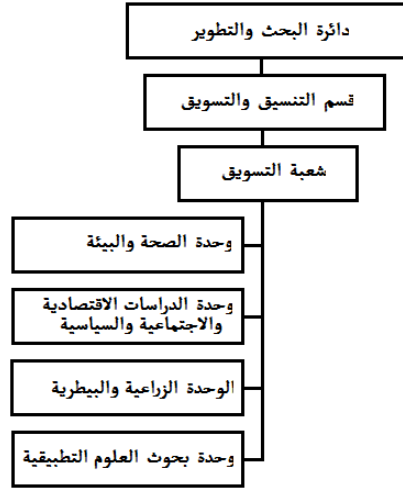 دائرة البحث والتطوير
قسم التنسيق والتسويق
شعبة التسويق
وحدة الصحة والبيئة
وحدة الدراسات الاقتصادية
والاجتماعية والسياسية
الوحدة الزراعية والبيطرية
وحدة بحوث العلوم التطبيقية